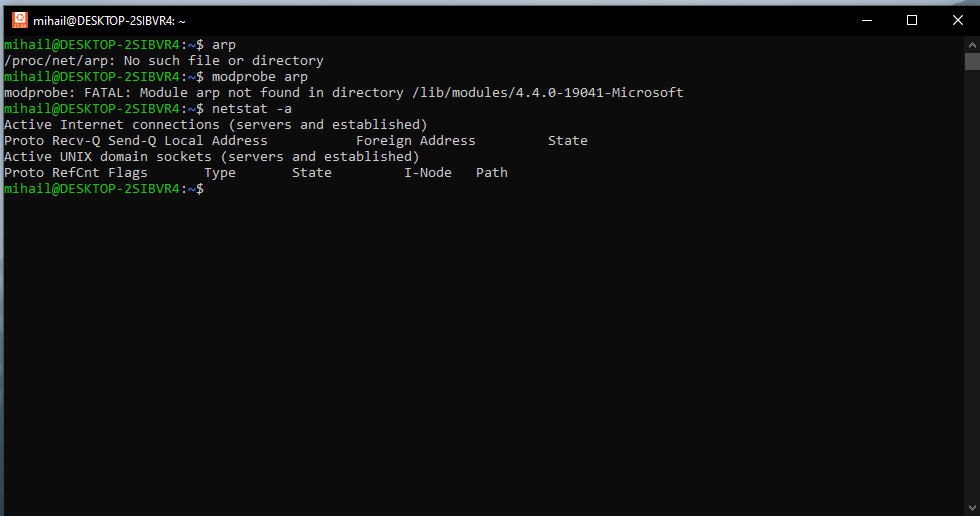 mihail@DESKTOP-2SIBVR4: ~
mihail@DESKTOP-2SIBVR4:~$ arp
/proc/net/arp: No such file or directory
mihail@DESKTOP-2SIBVR4:~$ modprobe arp
modprobe: FATAL: Module arp not found in directory /lib/modules/4.4.0-19041-Microsoft
mihail@DESKTOP-2SIBVR4:~$ netstat -a
Active Internet connections (servers and established)
Proto Recv-Q Send-Q Local Address           Foreign Address         State
Active UNIX domain sockets (servers and established)
Proto RefCnt Flags       Type       State         I-Node   Path
mihail@DESKTOP-2SIBVR4:~$